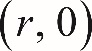 (r, 0)